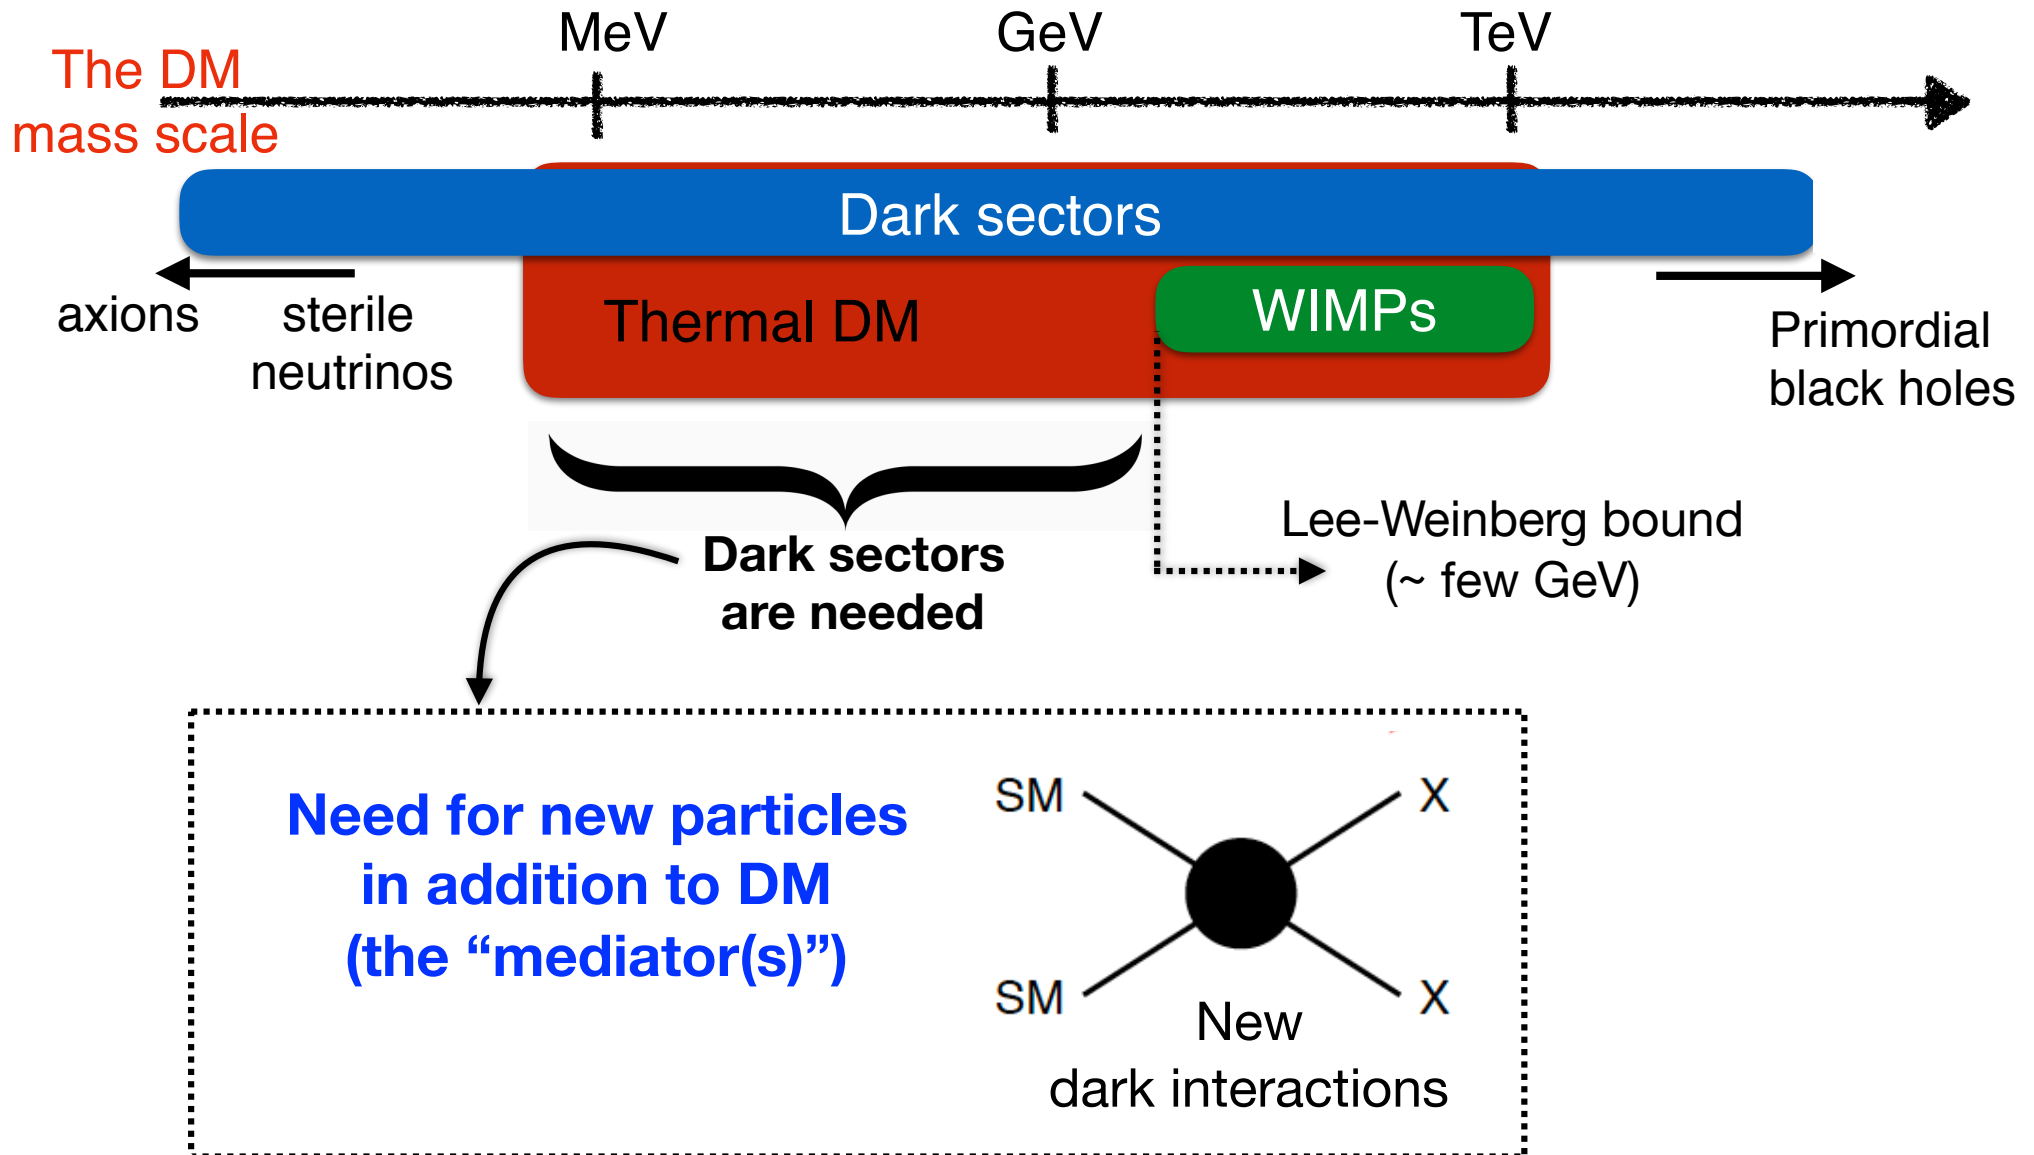 The DM
mass scale
MeV
GeV
TeV
Dark sectors
Thermal DM
WIMPs
axions
sterile
neutrinos
Primordial
black holes
Dark sectors
are needed
Lee-Weinberg bound
(~ few GeV)
Need for new particles
in addition to DM
(the “mediator(s)”)
SM
X
SM
X
New
dark interactions